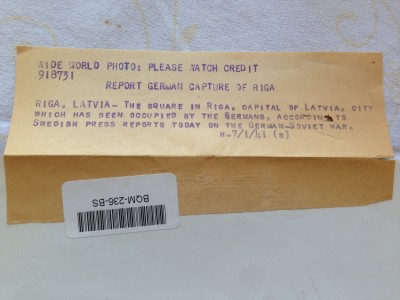 WIDE WORLD PHOTO: PLEASE WATCH CREDIT
918731
REPORT GERMAN CAPTURE OF RIGA
RIGA, LATVIA- THE SQUARE IN RIGA, CAPITAL OF LATVIA, CITY
WHICH HAS BEEN OCCUPIED BY THE GERMANS, ACCORDING TO
SWEDISH PRESS REPORTS TODAY ON THE GERMAN-SOVIET WAR.
H-7/1/41 (S)
BQM-236-BS